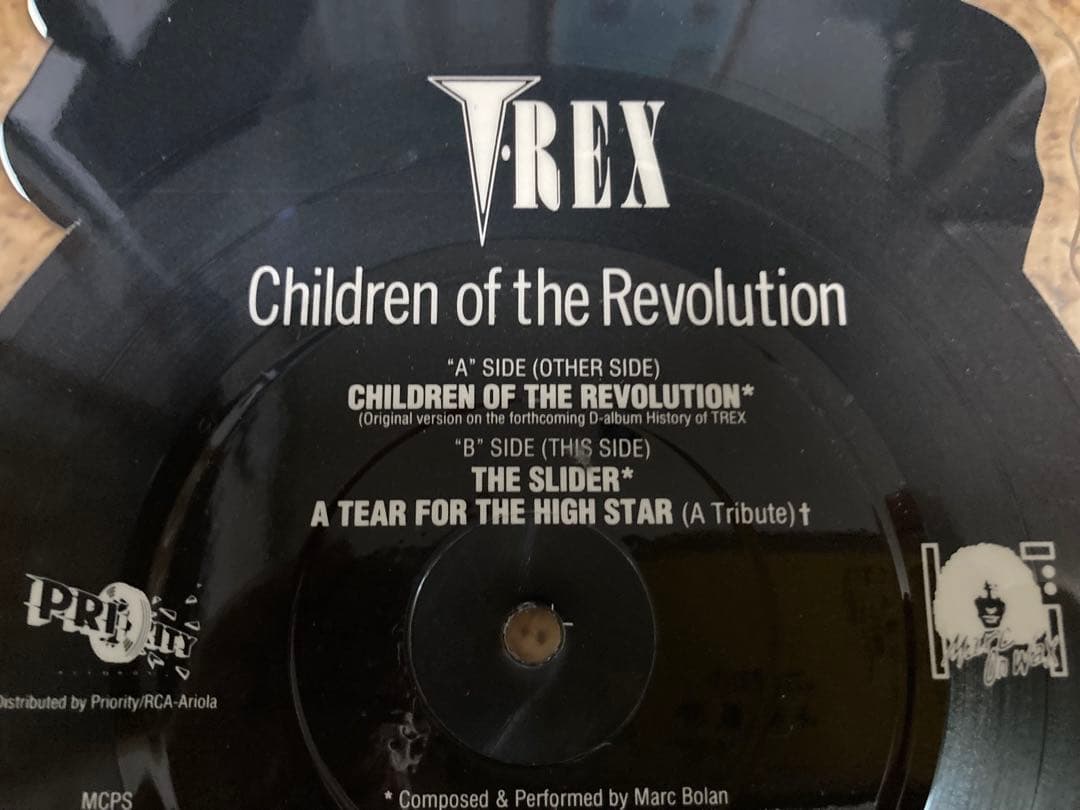 T·REX
Children of the Revolution
"A" SIDE (OTHER SIDE)
CHILDREN OF THE REVOLUTION*
(Original version on the forthcoming D-album History of TREX
"B" SIDE (THIS SIDE)
THE SLIDER*
A TEAR FOR THE HIGH STAR (A Tribute)†
PRIORITY
RECORDS
Distributed by Priority/RCA-Ariola
MCPS
* Composed & Performed by Marc Bolan